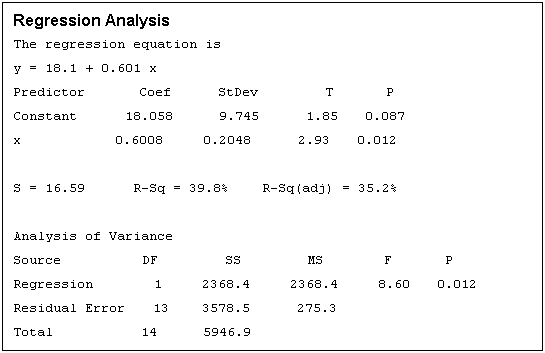 Regression Analysis
The regression equation is
y = 18.1 + 0.601 x
Predictor Coef StDev T P
Constant 18.058 9.745 1.85 0.087
x 0.6008 0.2048 2.93 0.012
S = 16.59 R-Sq = 39.8% R-Sq(adj) = 35.2%
Analysis of Variance
Source DF SS MS F P
Regression 1 2368.4 2368.4 8.60 0.012
Residual Error 13 3578.5 275.3
Total 14 5946.9